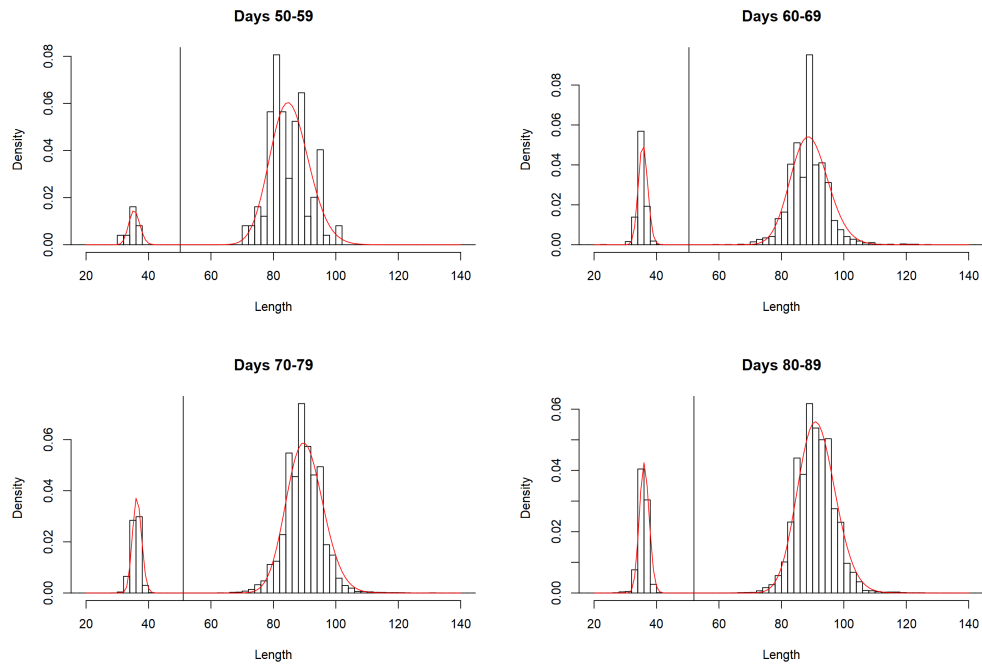 Days 50-59
Density
0.00 0.02 0.04 0.06 0.08
20 40 60 80 100 120 140
Length
Days 60-69
Density
0.00 0.02 0.04 0.06 0.08
20 40 60 80 100 120 140
Length
Days 70-79
Density
0.00 0.02 0.04 0.06
20 40 60 80 100 120 140
Length
Days 80-89
Density
0.00 0.02 0.04 0.06
20 40 60 80 100 120 140
Length